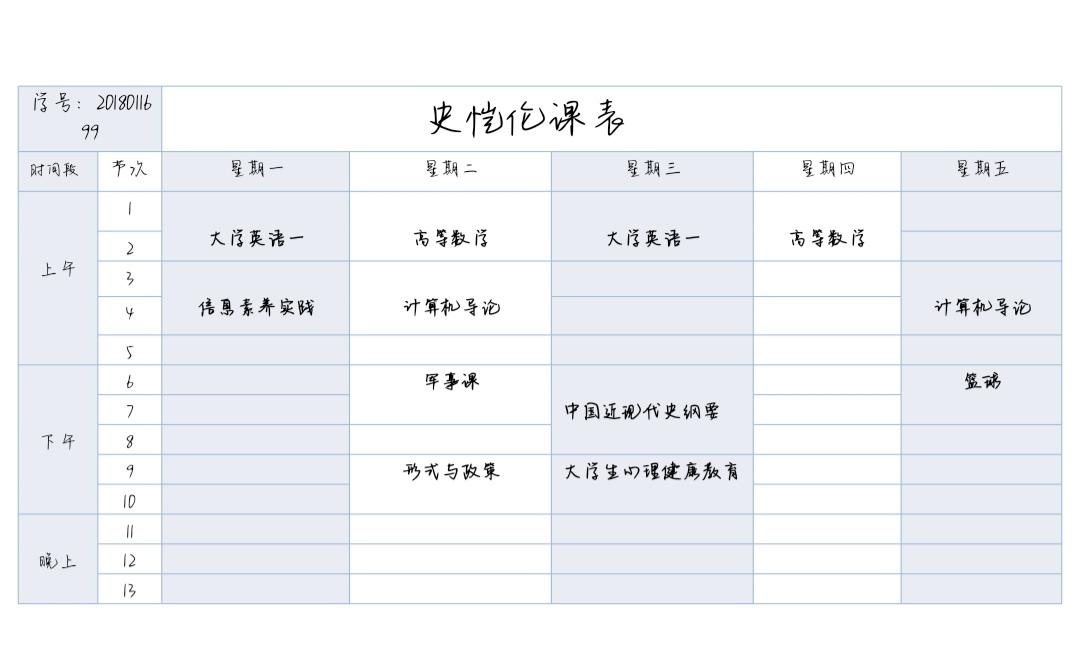 学号：20180116
99
史恺伦课表
时间段 节次 星期一 星期二 星期三 星期四 星期五
上午
1
2
大学英语一 高等数学 大学英语一 高等数学
3
4
信息素养实践 计算机导论 计算机导论
5
下午
6
军事课 篮球
7
中国近现代史纲要
8
9
形式与政策 大学生心理健康教育
10
晚上
11
12
13